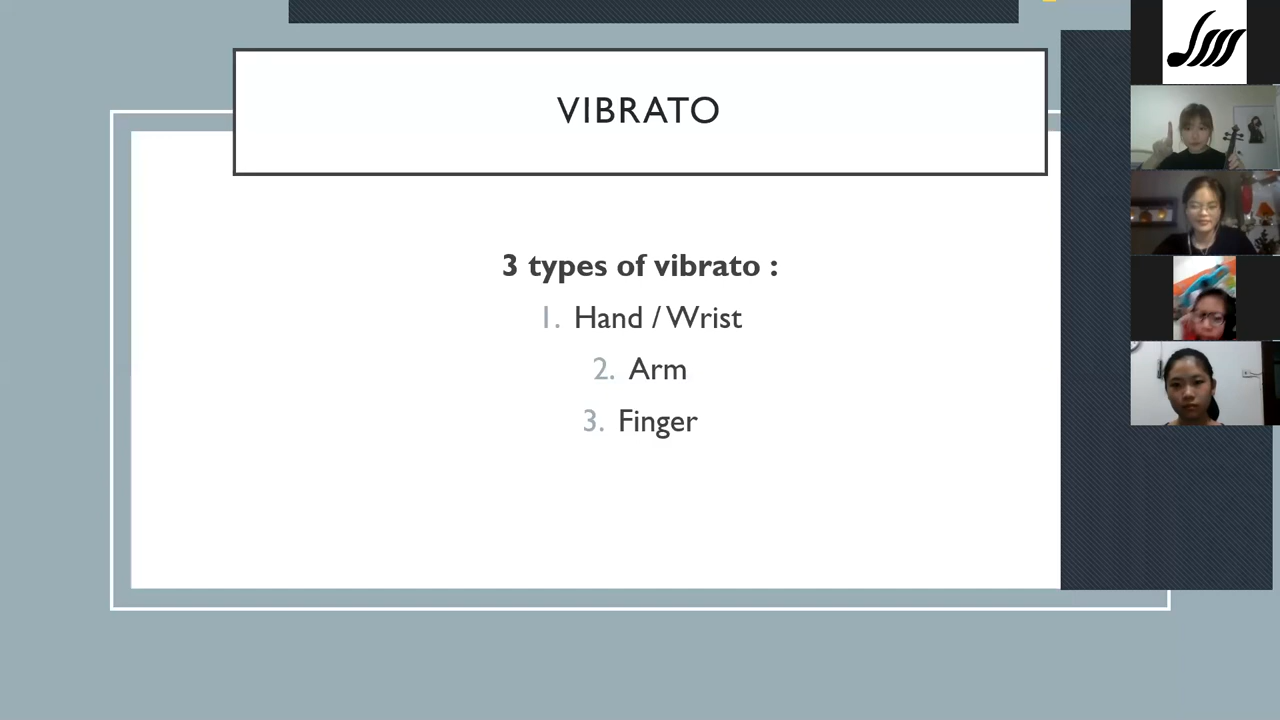 VIBRATO
3 types of vibrato :
1. Hand / Wrist
2. Arm
3. Finger